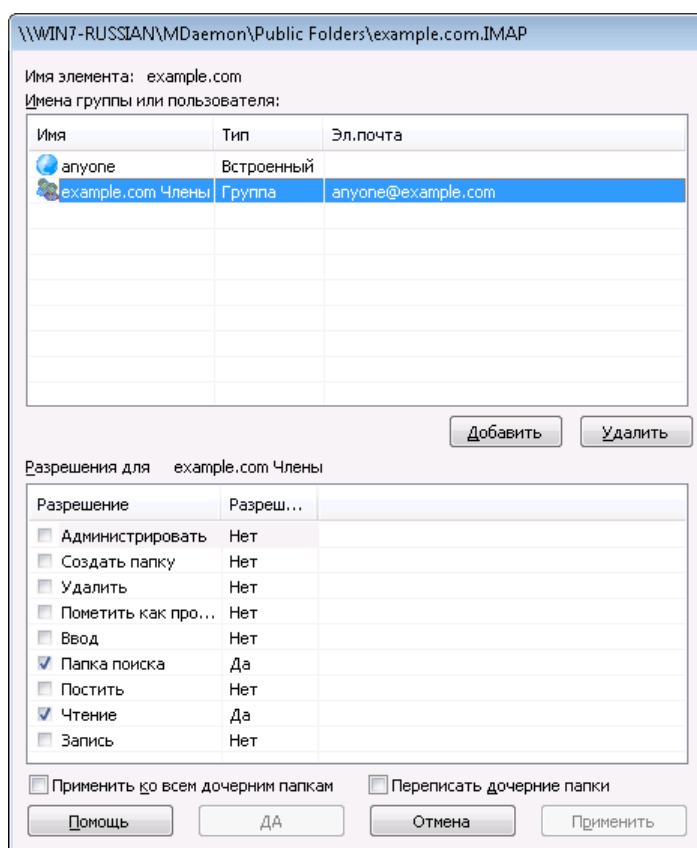 \\WIN7-RUSSIAN\MDaemon\Public Folders\example.com.IMAP
Имя элемента: example.com
Имена группы или пользователя:
Имя Тип Эл.почта
anyone Встроенный
example.com Члены Группа anyone@example.com
Добавить Удалить
Разрешения для example.com Члены
Разрешение Разреш...
Администрировать Нет
Создать папку Нет
Удалить Нет
Пометить как про... Нет
Ввод Нет
Папка поиска Да
Постить Нет
Чтение Да
Запись Нет
Применить ко всем дочерним папкам Переписать дочерние папки
Помощь ДА Отмена Применить